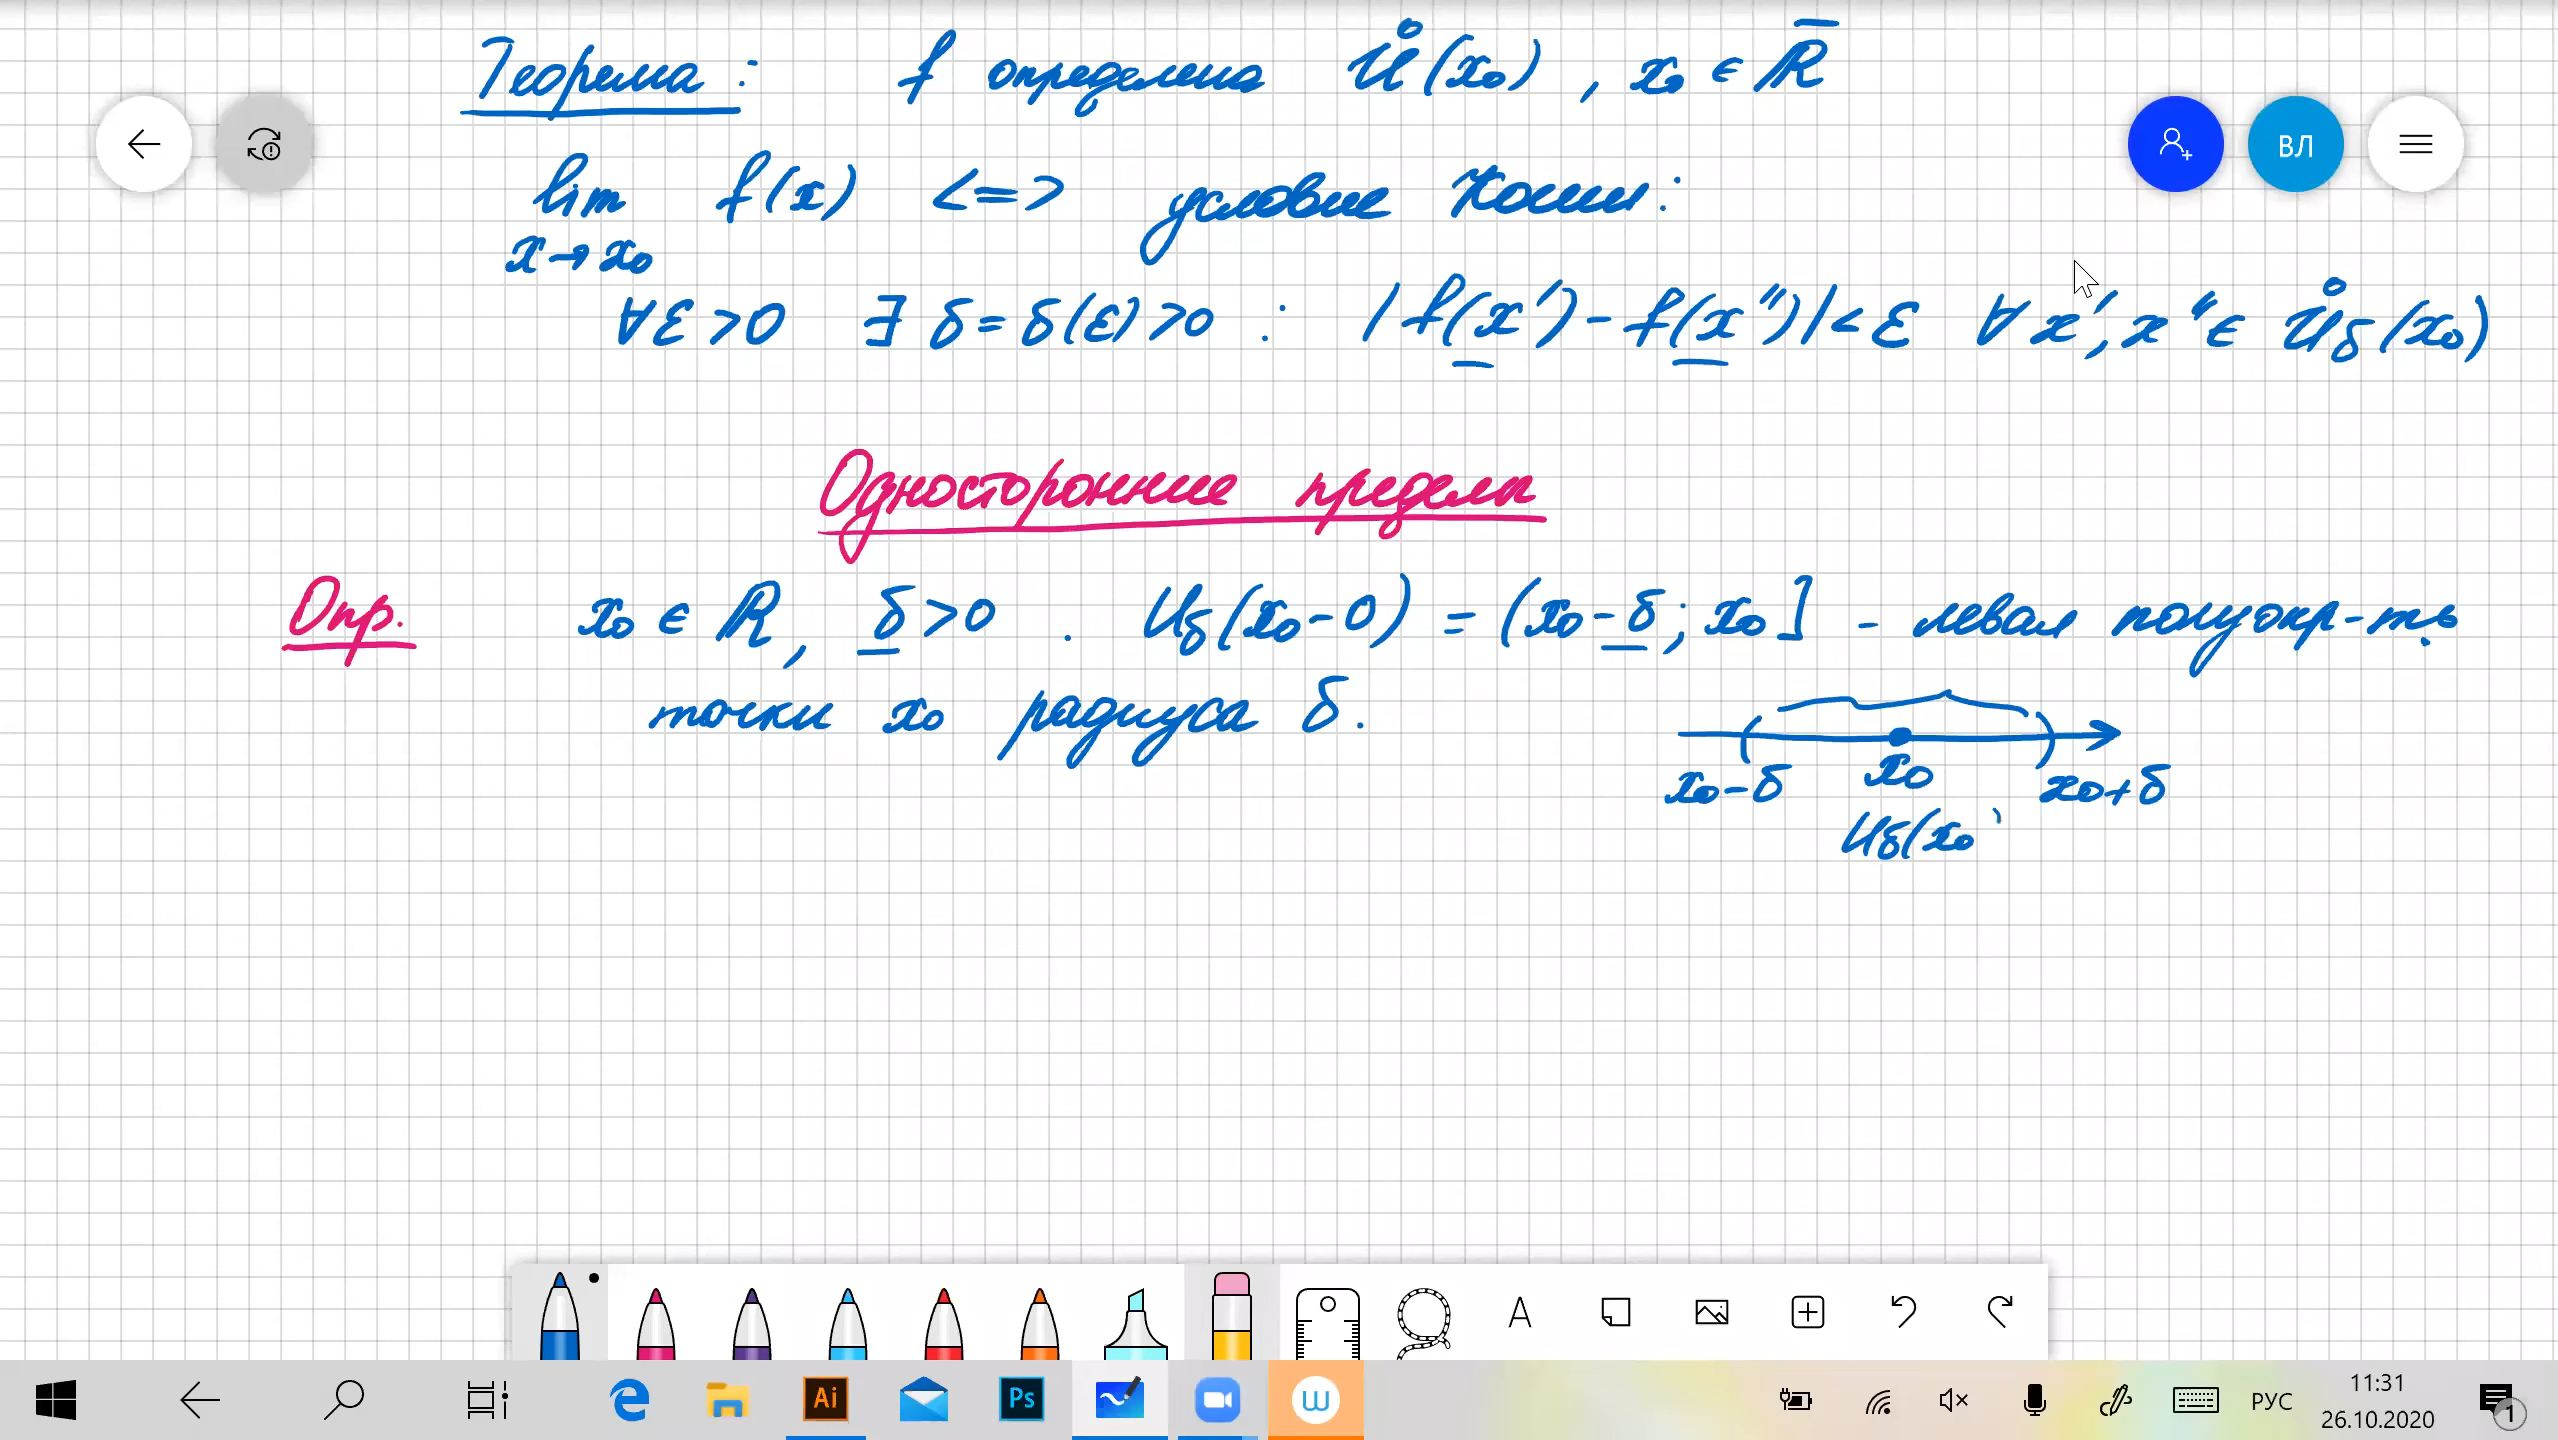 Теорема: f определена Ů(x₀), x₀ ∈ R̅
lim f(x) <=> условие Коши:
x→x₀
∀ε>0 ∃ δ=δ(ε)>0 : |f(x')-f(x'')|<ε ∀x',x''∈ Ůδ(x₀)
Односторонние пределы
Опр. x₀ ∈ R, δ>0. Uδ(x₀-0) = (x₀-δ; x₀] - левая полуокр-ть
точки x₀ радиуса δ.
x₀-δ x₀ x₀+δ
Uδ(x₀)
ВЛ
A
Ai
Ps
W
РУС
11:31
26.10.2020
1